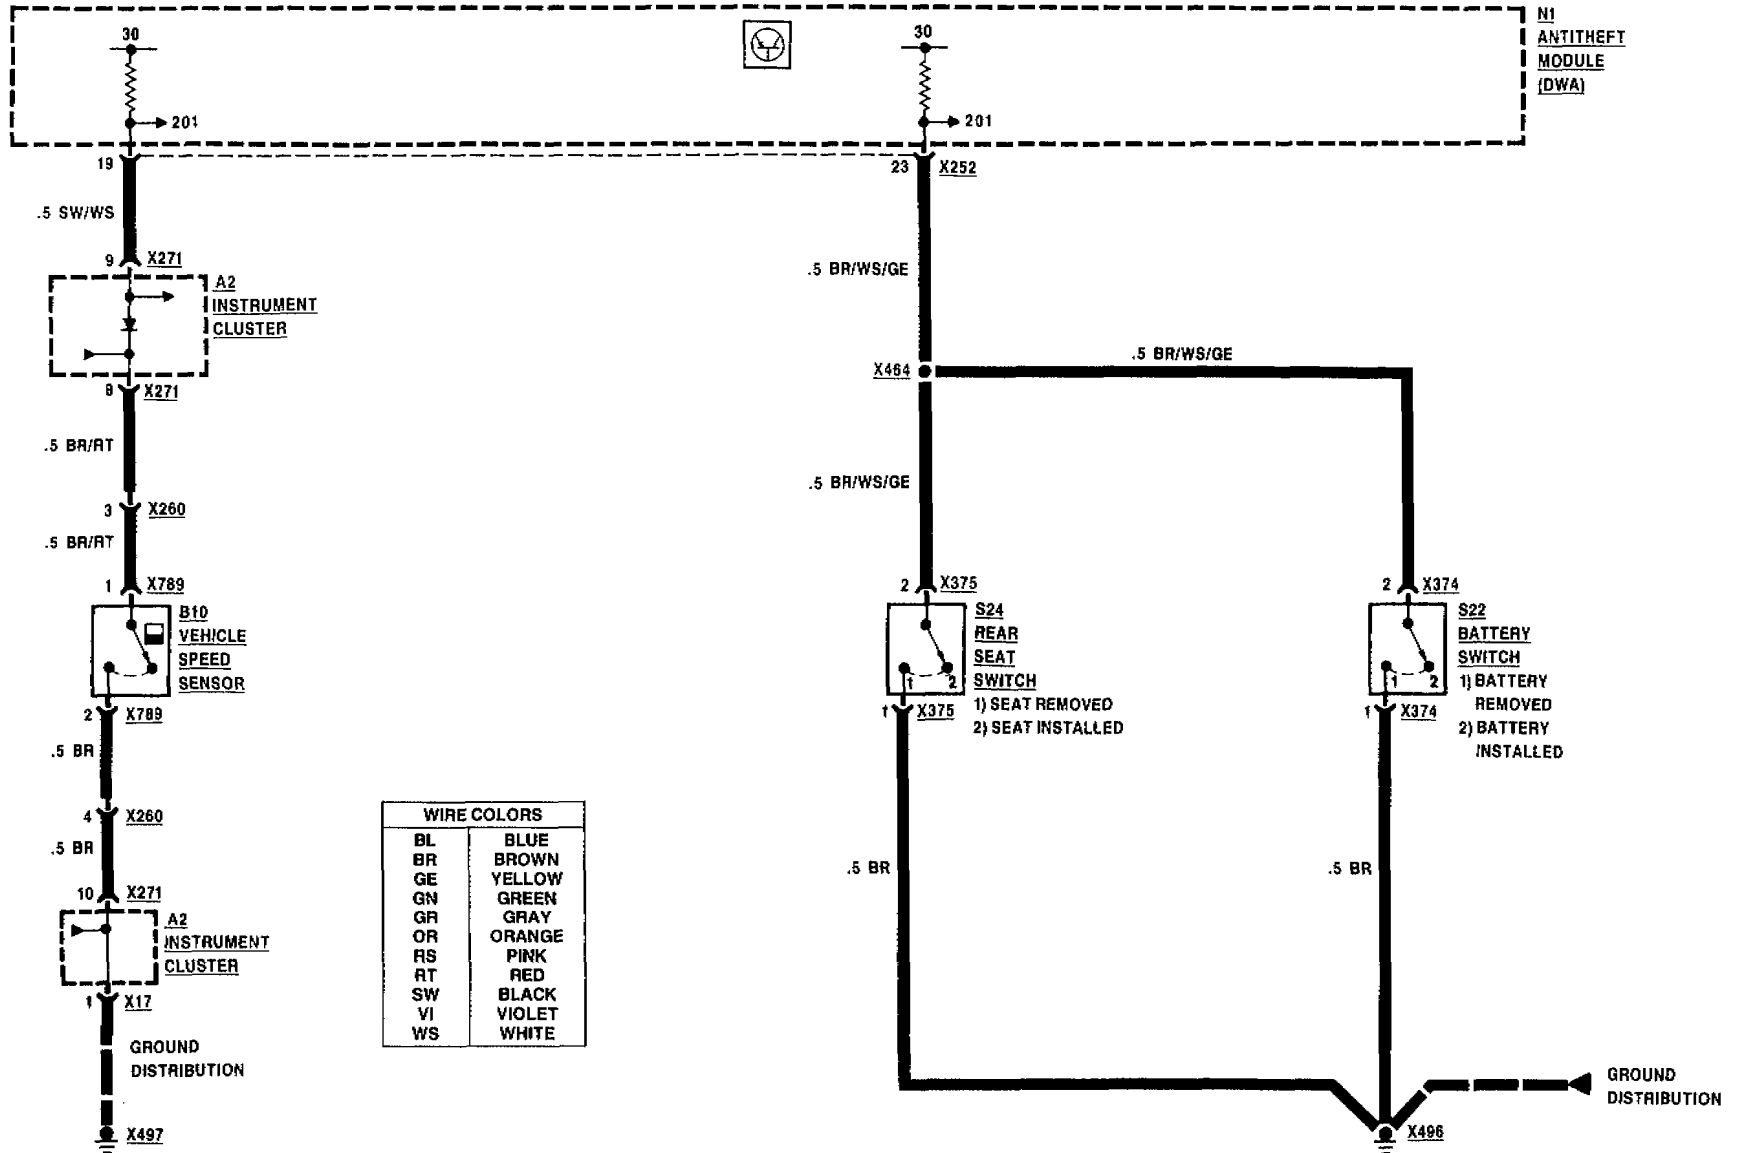 N1
ANTITHEFT
MODULE
(DWA)
30
30
201
201
19
23 X252
.5 SW/WS
9 X271
.5 BR/WS/GE
A2
INSTRUMENT
CLUSTER
X464
.5 BR/WS/GE
8 X271
.5 BR/RT
.5 BR/WS/GE
3 X260
.5 BR/RT
1 X789
2 X375
2 X374
B10
VEHICLE
SPEED
SENSOR
S24
REAR
SEAT
SWITCH
1) SEAT REMOVED
2) SEAT INSTALLED
1 2
S22
BATTERY
SWITCH
1) BATTERY
REMOVED
2) BATTERY
INSTALLED
1 2
2 X789
1 X375
1 X374
.5 BR
4 X260
.5 BR
.5 BR
.5 BR
10 X271
A2
INSTRUMENT
CLUSTER
1 X17
GROUND
DISTRIBUTION
X497
WIRE COLORS
BL BLUE
BR BROWN
GE YELLOW
GN GREEN
GR GRAY
OR ORANGE
RS PINK
RT RED
SW BLACK
VI VIOLET
WS WHITE
GROUND
DISTRIBUTION
X496